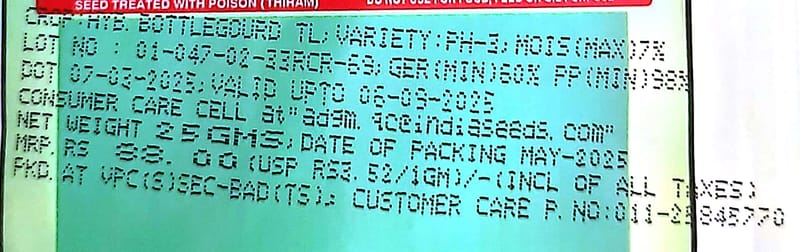 SEED TREATED WITH POISON (THIRAM)
CROP:HYB. BOTTLEGOURD TL, VARIETY:PH-3, MOIS(MAX)7%
LOT NO : 01-047-02-33RCR-69, GER(MIN)60% PP(MIN)98%
DOT 07-03-2025, VALID UPTO 06-09-2025
CONSUMER CARE CELL at"adgm.qc@indiaseeds.com"
NET WEIGHT 25GMS, DATE OF PACKING MAY-2025
MRP. RS 88.00 (USP RS3.52/1GM)/-(INCL OF ALL TAXES)
PKD. AT VPC(S)SEC-BAD(TS), CUSTOMER CARE P. NO:011-23845770